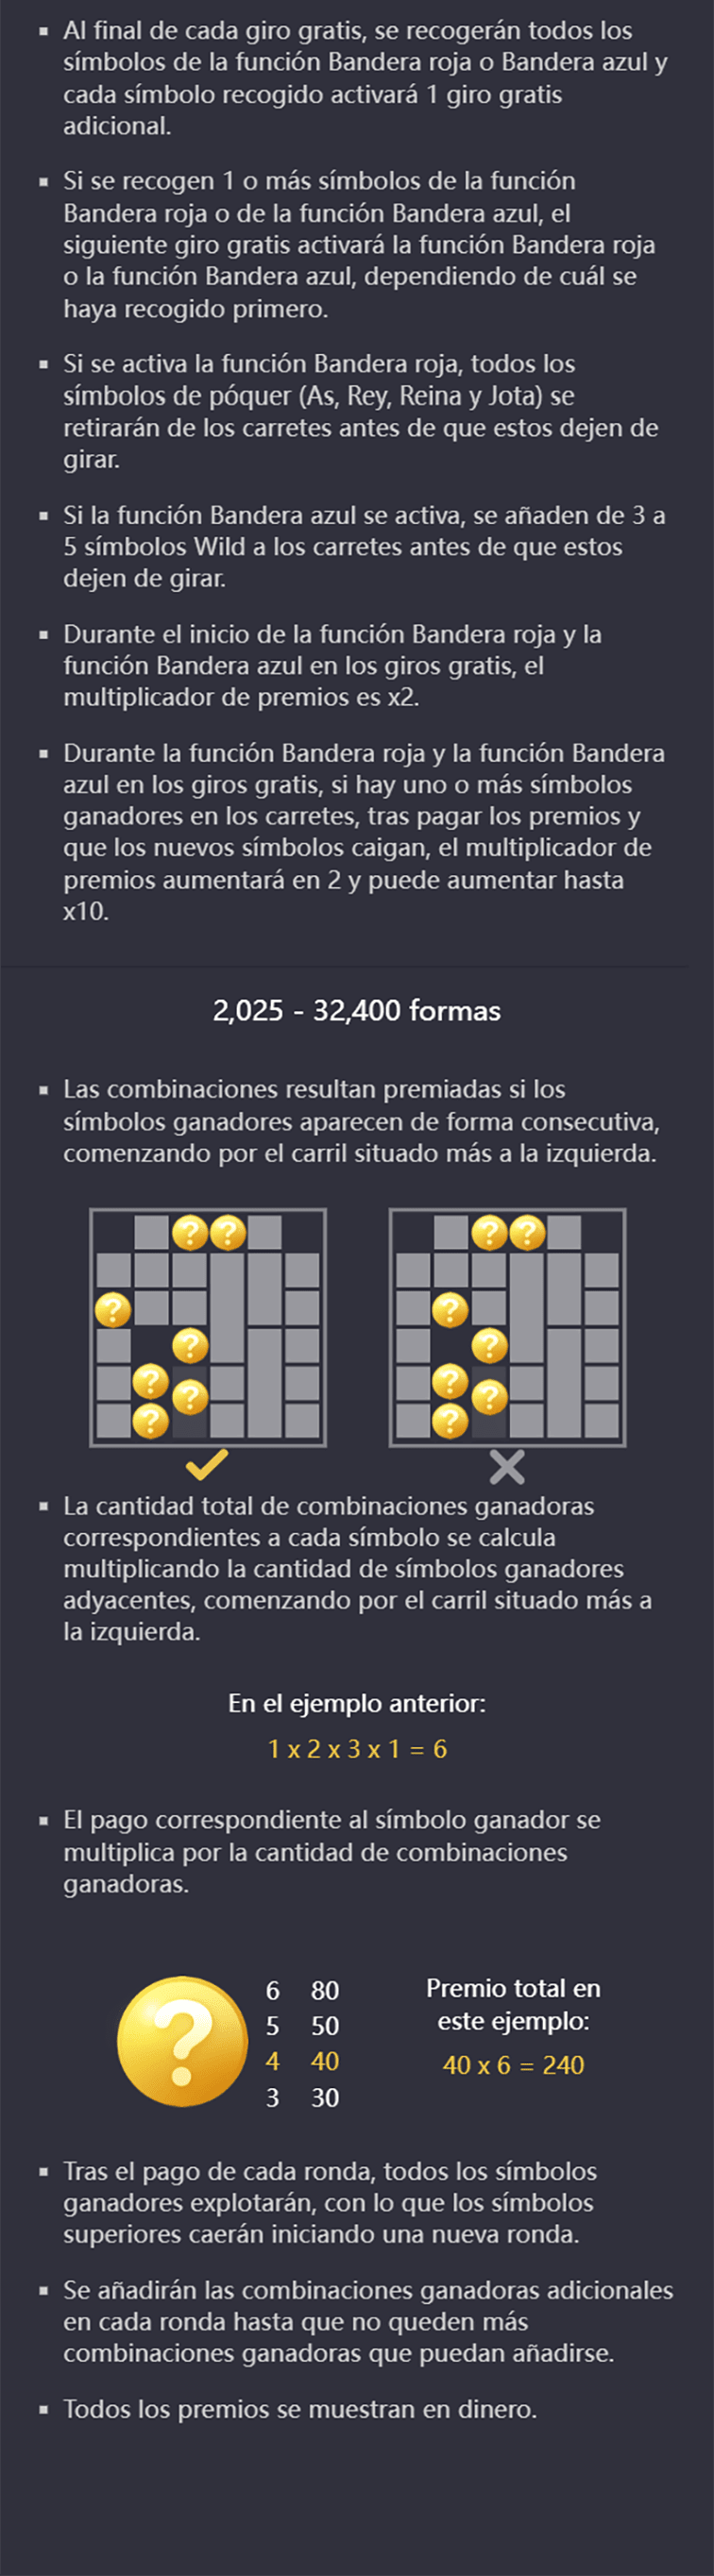 Al final de cada giro gratis, se recogerán todos los
símbolos de la función Bandera roja o Bandera azul y
cada símbolo recogido activará 1 giro gratis
adicional.
Si se recogen 1 o más símbolos de la función
Bandera roja o de la función Bandera azul, el
siguiente giro gratis activará la función Bandera roja
o la función Bandera azul, dependiendo de cuál se
haya recogido primero.
Si se activa la función Bandera roja, todos los
símbolos de póquer (As, Rey, Reina y Jota) se
retirarán de los carretes antes de que estos dejen de
girar.
Si la función Bandera azul se activa, se añaden de 3 a
5 símbolos Wild a los carretes antes de que estos
dejen de girar.
Durante el inicio de la función Bandera roja y la
función Bandera azul en los giros gratis, el
multiplicador de premios es x2.
Durante la función Bandera roja y la función Bandera
azul en los giros gratis, si hay uno o más símbolos
ganadores en los carretes, tras pagar los premios y
que los nuevos símbolos caigan, el multiplicador de
premios aumentará en 2 y puede aumentar hasta
x10.
2,025 - 32,400 formas
Las combinaciones resultan premiadas si los
símbolos ganadores aparecen de forma consecutiva,
comenzando por el carril situado más a la izquierda.
? ? ? ?
? ?
? ?
? ? ? ?
? ?
La cantidad total de combinaciones ganadoras
correspondientes a cada símbolo se calcula
multiplicando la cantidad de símbolos ganadores
adyacentes, comenzando por el carril situado más a
la izquierda.
En el ejemplo anterior:
1 x 2 x 3 x 1 = 6
El pago correspondiente al símbolo ganador se
multiplica por la cantidad de combinaciones
ganadoras.
?
6 80
5 50
4 40
3 30
Premio total en
este ejemplo:
40 x 6 = 240
Tras el pago de cada ronda, todos los símbolos
ganadores explotarán, con lo que los símbolos
superiores caerán iniciando una nueva ronda.
Se añadirán las combinaciones ganadoras adicionales
en cada ronda hasta que no queden más
combinaciones ganadoras que puedan añadirse.
Todos los premios se muestran en dinero.